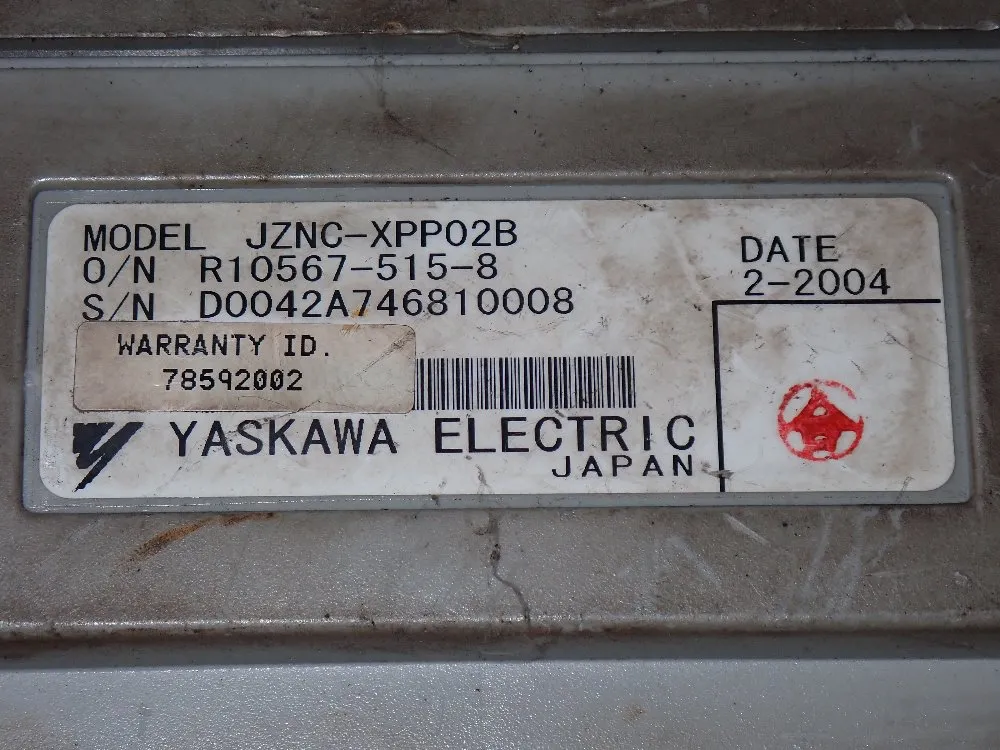 MODEL JZNC-XPP02B
O/N R10567-515-8
S/N D0042A746810008
DATE
2-2004
WARRANTY ID.
78592002
YASKAWA ELECTRIC
JAPAN